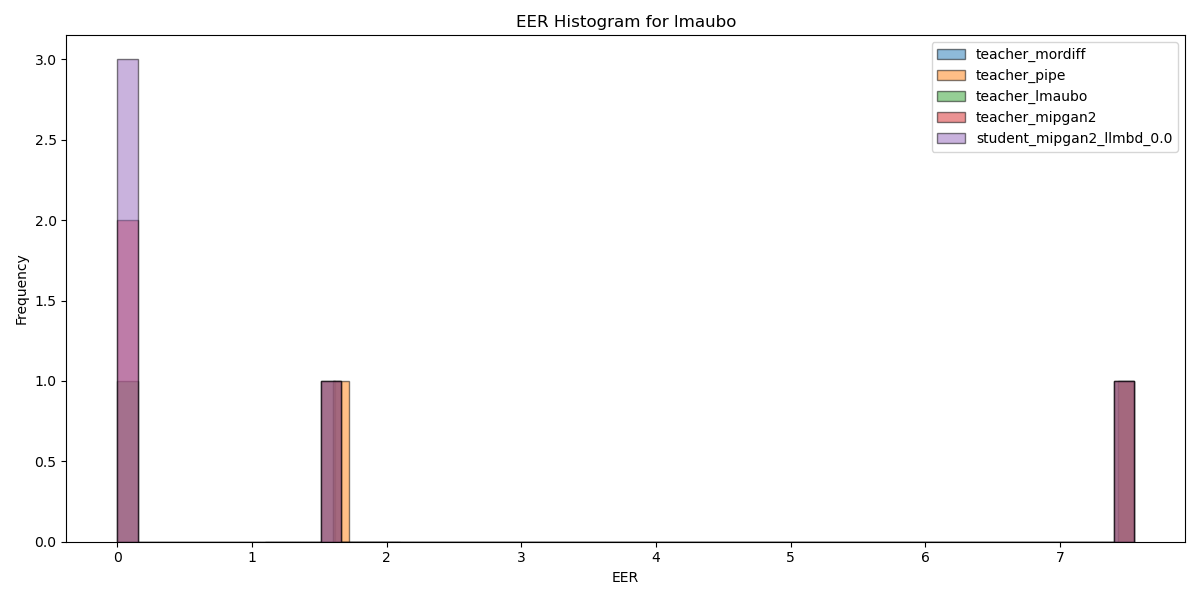 EER Histogram for lmaubo
teacher_mordiff
teacher_pipe
teacher_lmaubo
teacher_mipgan2
student_mipgan2_llmbd_0.0
Frequency
3.0
2.5
2.0
1.5
1.0
0.5
0.0
0 1 2 3 4 5 6 7
EER